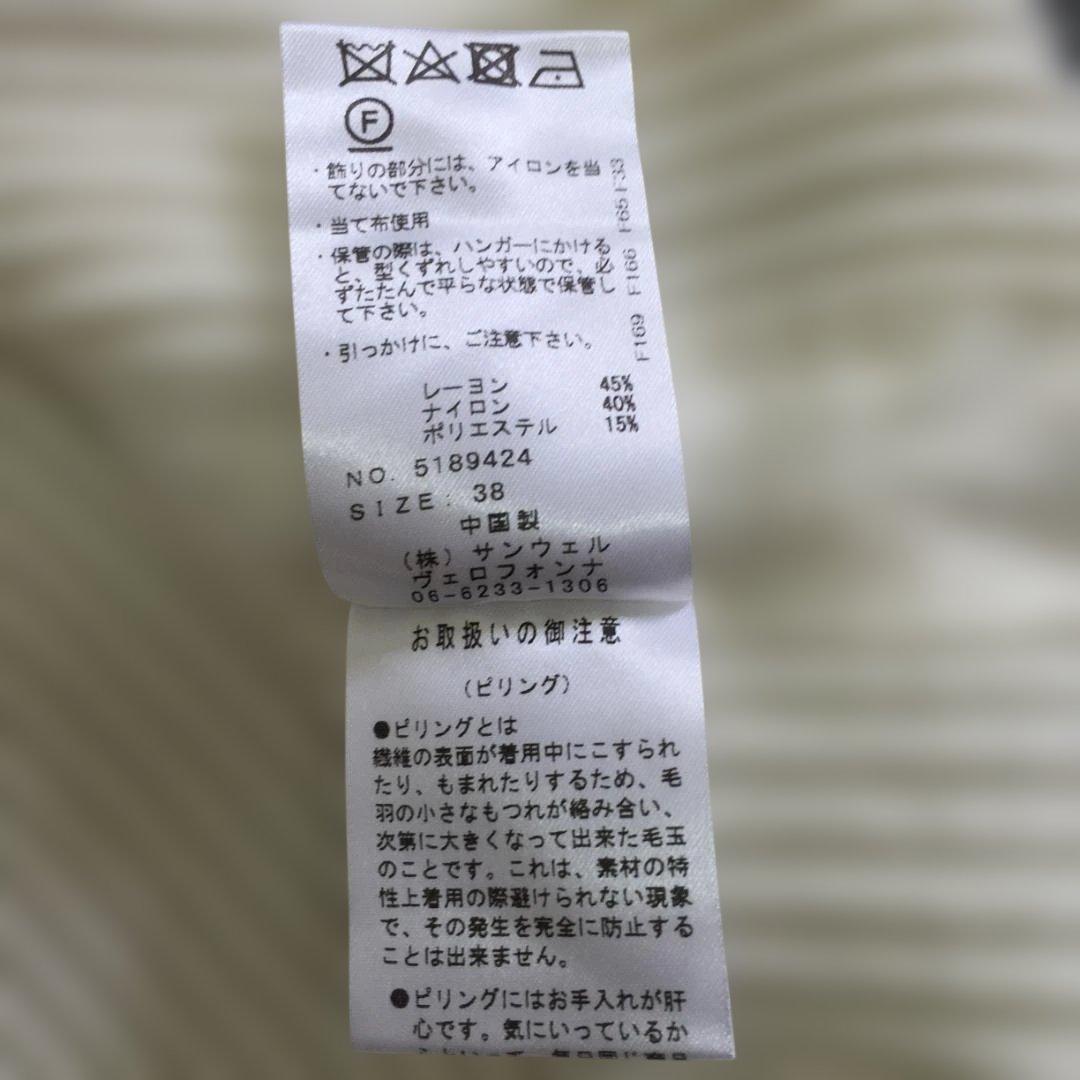 F
・飾りの部分には、アイロンを当
てないで下さい。
・当て布使用
・保管の際は、ハンガーにかける
と、型くずれしやすいので、必
ずたたんで平らな状態で保管し
て下さい。
・引っかけに、ご注意下さい。
F169 F166 F65 F33
レーヨン 45%
ナイロン 40%
ポリエステル 15%
NO. 5189424
SIZE: 38
中国製
(株) サンウェル
ヴェロフォンナ
06-6233-1306
お取扱いの御注意
(ピリング)
●ピリングとは
繊維の表面が着用中にこすられ
たり、もまれたりするため、毛
羽の小さなもつれが絡み合い、
次第に大きくなって出来た毛玉
のことです。これは、素材の特
性上着用の際避けられない現象
で、その発生を完全に防止する
ことは出来ません。
●ピリングにはお手入れが肝
心です。気にいっているか